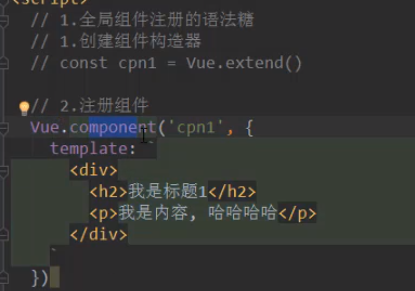 <script>
// 1.全局组件注册的语法糖
// 1.创建组件构造器
// const cpn1 = Vue.extend()
// 2.注册组件
Vue.component('cpn1', {
template: `
<div>
<h2>我是标题1</h2>
<p>我是内容, 哈哈哈哈</p>
</div>
`
})